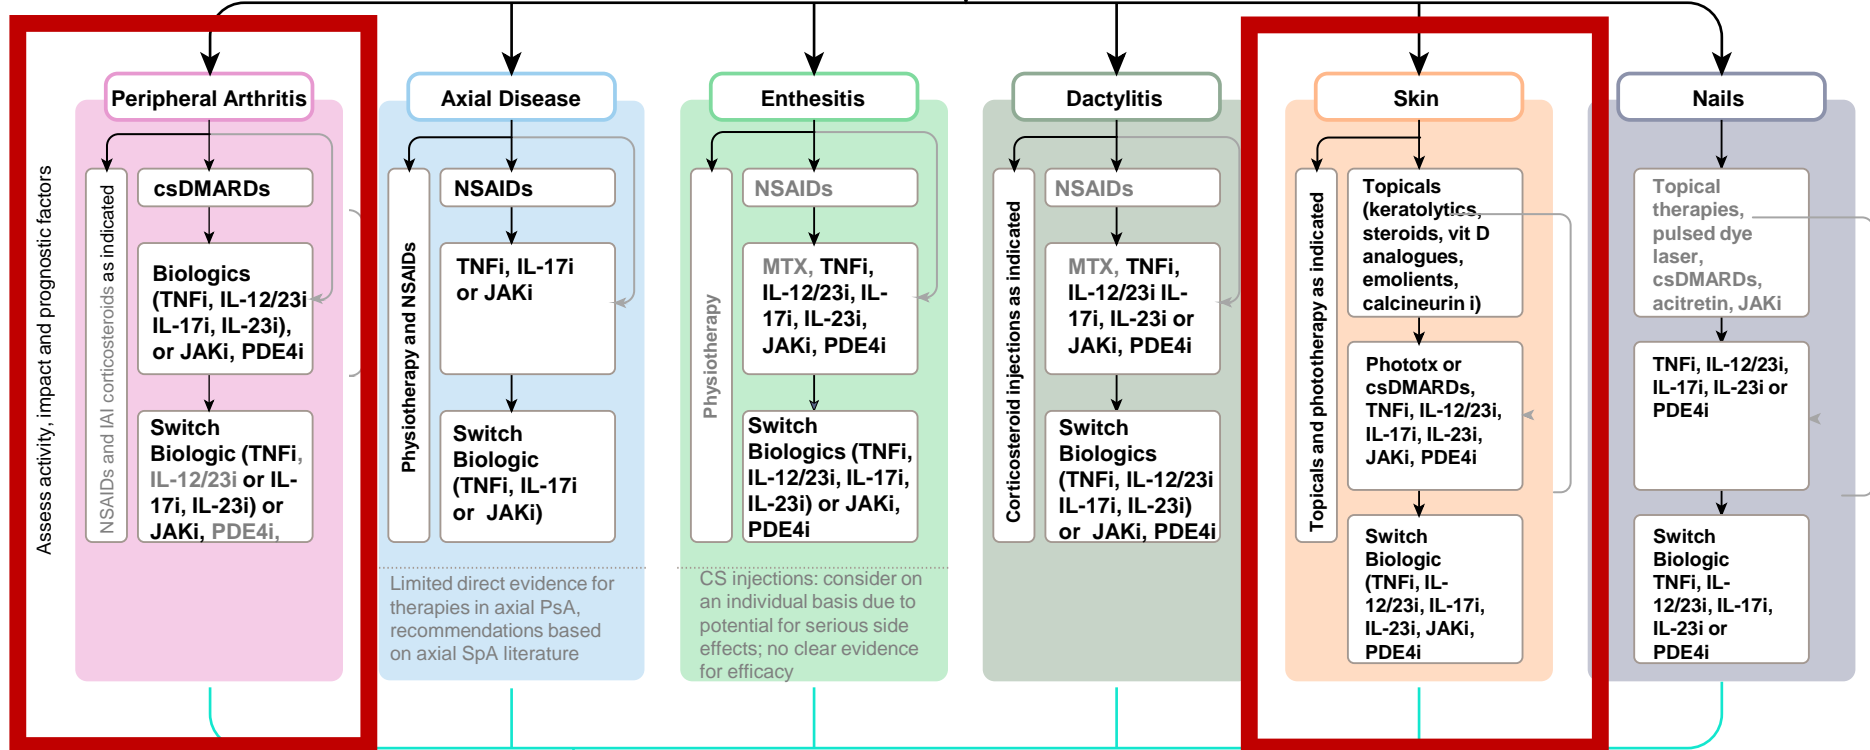 Assess activity, impact and prognostic factors
Peripheral Arthritis
NSAIDs and IAI corticosteroids as indicated
csDMARDs
Biologics
(TNFi, IL-12/23i
IL-17i, IL-23i),
or JAKi, PDE4i
Switch
Biologic (TNFi,
IL-12/23i or IL-
17i, IL-23i) or
JAKi, PDE4i,
Axial Disease
Physiotherapy and NSAIDs
NSAIDs
TNFi, IL-17i
or JAKi
Switch
Biologic
(TNFi, IL-17i
or JAKi)
Limited direct evidence for
therapies in axial PsA,
recommendations based
on axial SpA literature
Enthesitis
Physiotherapy
NSAIDs
MTX, TNFi,
IL-12/23i, IL-
17i, IL-23i,
JAKi, PDE4i
Switch
Biologics (TNFi,
IL-12/23i, IL-17i,
IL-23i) or JAKi,
PDE4i
CS injections: consider on
an individual basis due to
potential for serious side
effects; no clear evidence
for efficacy
Dactylitis
Corticosteroid injections as indicated
NSAIDs
MTX, TNFi,
IL-12/23i IL-
17i, IL-23i or
JAKi, PDE4i
Switch
Biologics
(TNFi, IL-12/23i
IL-17i, IL-23i)
or JAKi, PDE4i
Skin
Topicals and phototherapy as indicated
Topicals
(keratolytics,
steroids, vit D
analogues,
emolients,
calcineurin i)
Phototx or
csDMARDs,
TNFi, IL-12/23i,
IL-17i, IL-23i,
JAKi, PDE4i
Switch
Biologic
(TNFi, IL-
12/23i, IL-17i,
IL-23i, JAKi,
PDE4i
Nails
Topical
therapies,
pulsed dye
laser,
csDMARDs,
acitretin, JAKi
TNFi, IL-12/23i,
IL-17i, IL-23i or
PDE4i
Switch
Biologic
TNFi, IL-
12/23i, IL-17i,
IL-23i or
PDE4i